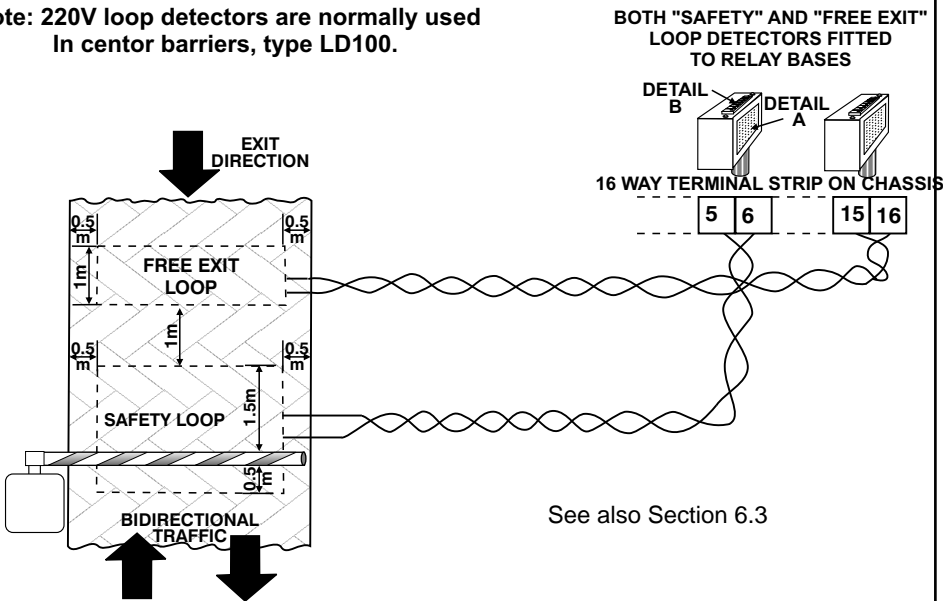 ote: 220V loop detectors are normally used
In centor barriers, type LD100.
BOTH "SAFETY" AND "FREE EXIT"
LOOP DETECTORS FITTED
TO RELAY BASES
DETAIL
B
DETAIL
A
EXIT
DIRECTION
16 WAY TERMINAL STRIP ON CHASSIS
5 6 15 16
0.5
m
0.5
m
1m
FREE EXIT
LOOP
1m
0.5
m
0.5
m
SAFETY LOOP
1.5m
0.5
m
BIDIRECTIONAL
TRAFFIC
See also Section 6.3